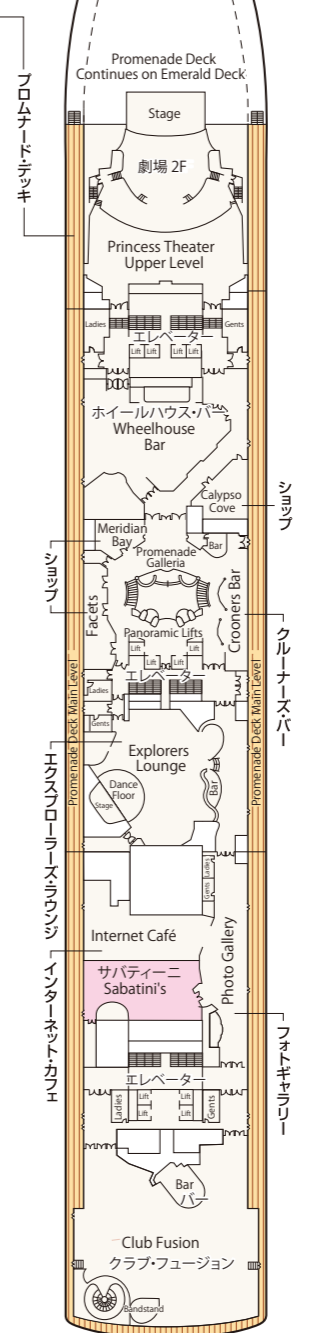 Promenade Deck
Continues on Emerald Deck
プロムナード・デッキ
Stage
劇場 2F
Princess Theater
Upper Level
Ladies
Gents
エレベーター
Lift
Lift
Lift
Lift
ホイールハウス・バー
Wheelhouse
Bar
Calypso
Cove
ショップ
Meridian
Bay
Bar
Promenade
Galleria
ショップ
Facets
Crooners Bar
クルーナーズ・バー
Panoramic Lifts
Lift
Lift
Lift
Lift
エレベーター
Ladies
Gents
Promenade Deck Main Level
Promenade Deck Main Level
Explorers
Lounge
Dance
Floor
Stage
Bar
エクスプローラーズ・ラウンジ
Ladies
Gents
Internet Café
インターネット・カフェ
サバティーニ
Sabatini's
Photo Gallery
フォトギャラリー
エレベーター
Ladies
Lift
Lift
Lift
Lift
Gents
Bar
バー
Club Fusion
クラブ・フュージョン
Bandstand